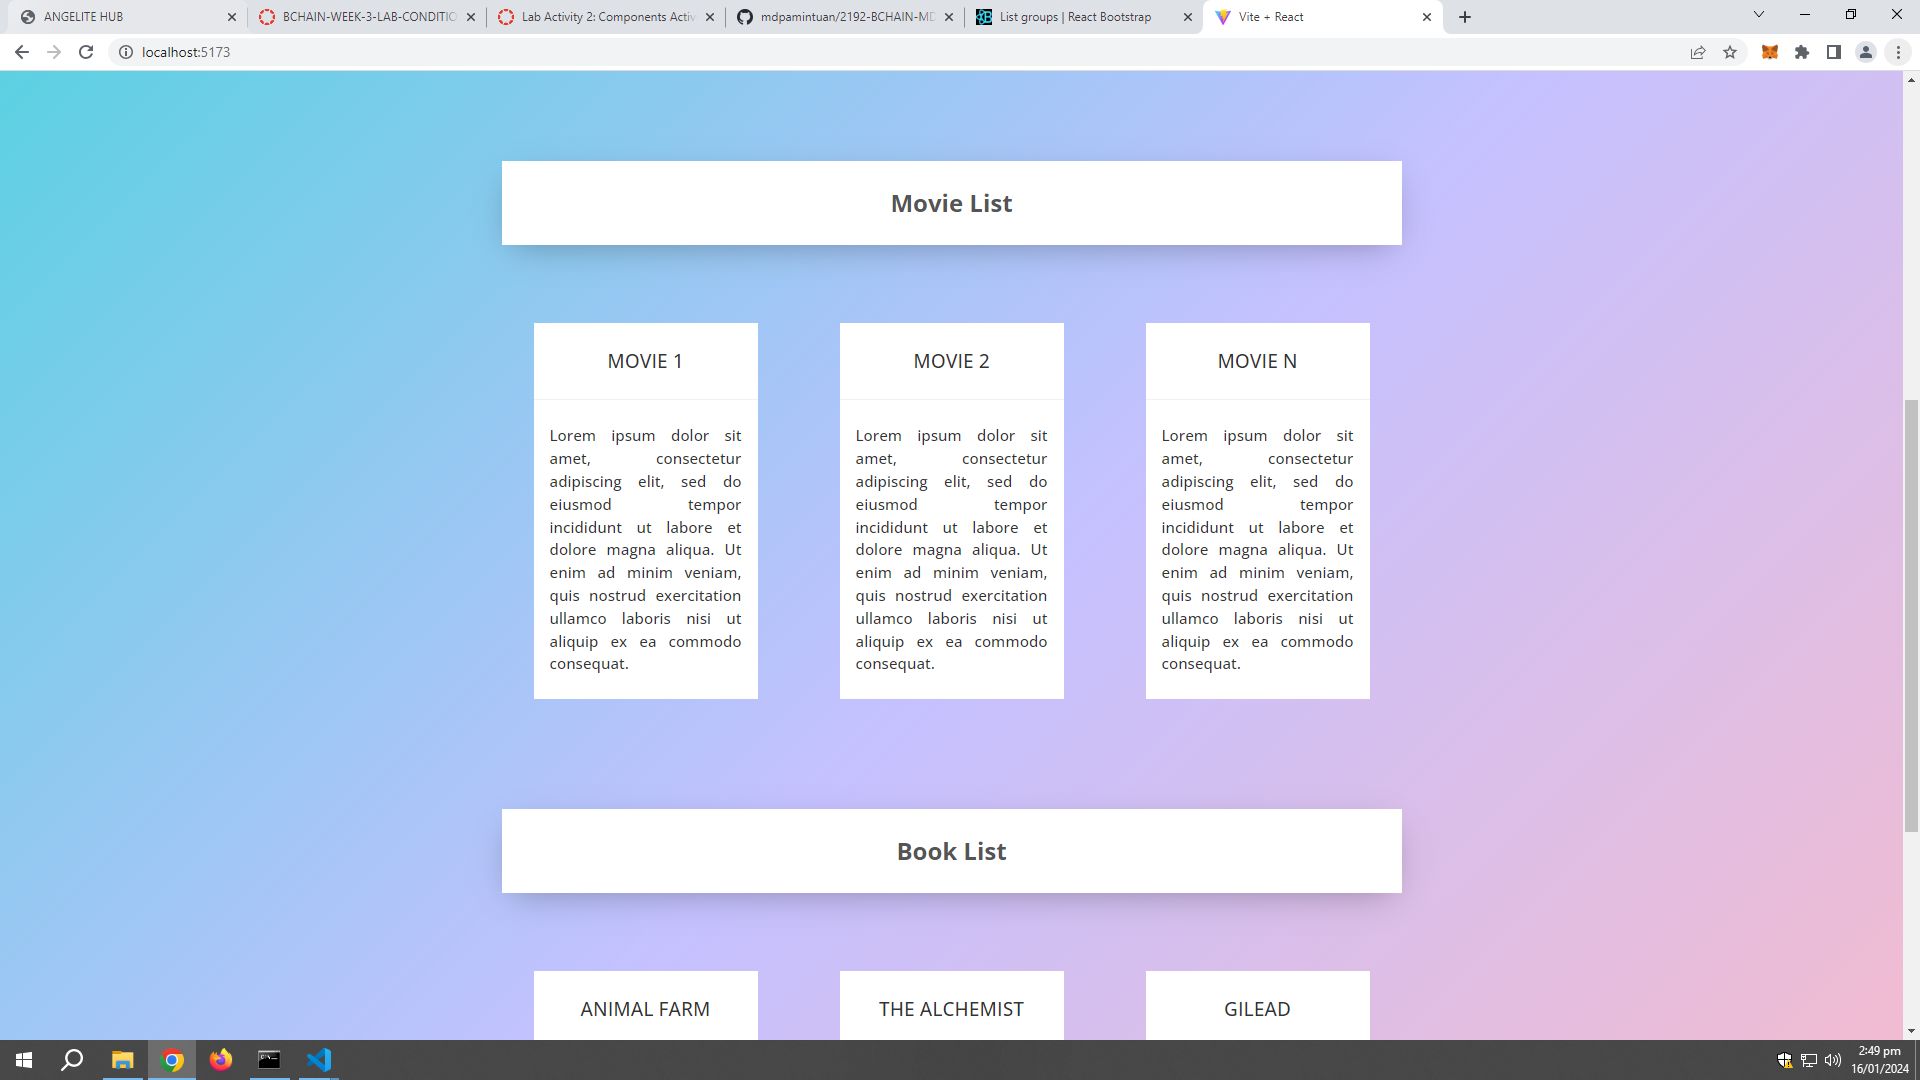 ANGELITE HUB
BCHAIN-WEEK-3-LAB-CONDITIO
Lab Activity 2: Components Activ
mdpamintuan/2192-BCHAIN-MD
List groups | React Bootstrap
Vite + React
localhost:5173
Movie List
MOVIE 1
Lorem ipsum dolor sit
amet, consectetur
adipiscing elit, sed do
eiusmod tempor
incididunt ut labore et
dolore magna aliqua. Ut
enim ad minim veniam,
quis nostrud exercitation
ullamco laboris nisi ut
aliquip ex ea commodo
consequat.
MOVIE 2
Lorem ipsum dolor sit
amet, consectetur
adipiscing elit, sed do
eiusmod tempor
incididunt ut labore et
dolore magna aliqua. Ut
enim ad minim veniam,
quis nostrud exercitation
ullamco laboris nisi ut
aliquip ex ea commodo
consequat.
MOVIE N
Lorem ipsum dolor sit
amet, consectetur
adipiscing elit, sed do
eiusmod tempor
incididunt ut labore et
dolore magna aliqua. Ut
enim ad minim veniam,
quis nostrud exercitation
ullamco laboris nisi ut
aliquip ex ea commodo
consequat.
Book List
ANIMAL FARM
THE ALCHEMIST
GILEAD
2:49 pm
16/01/2024